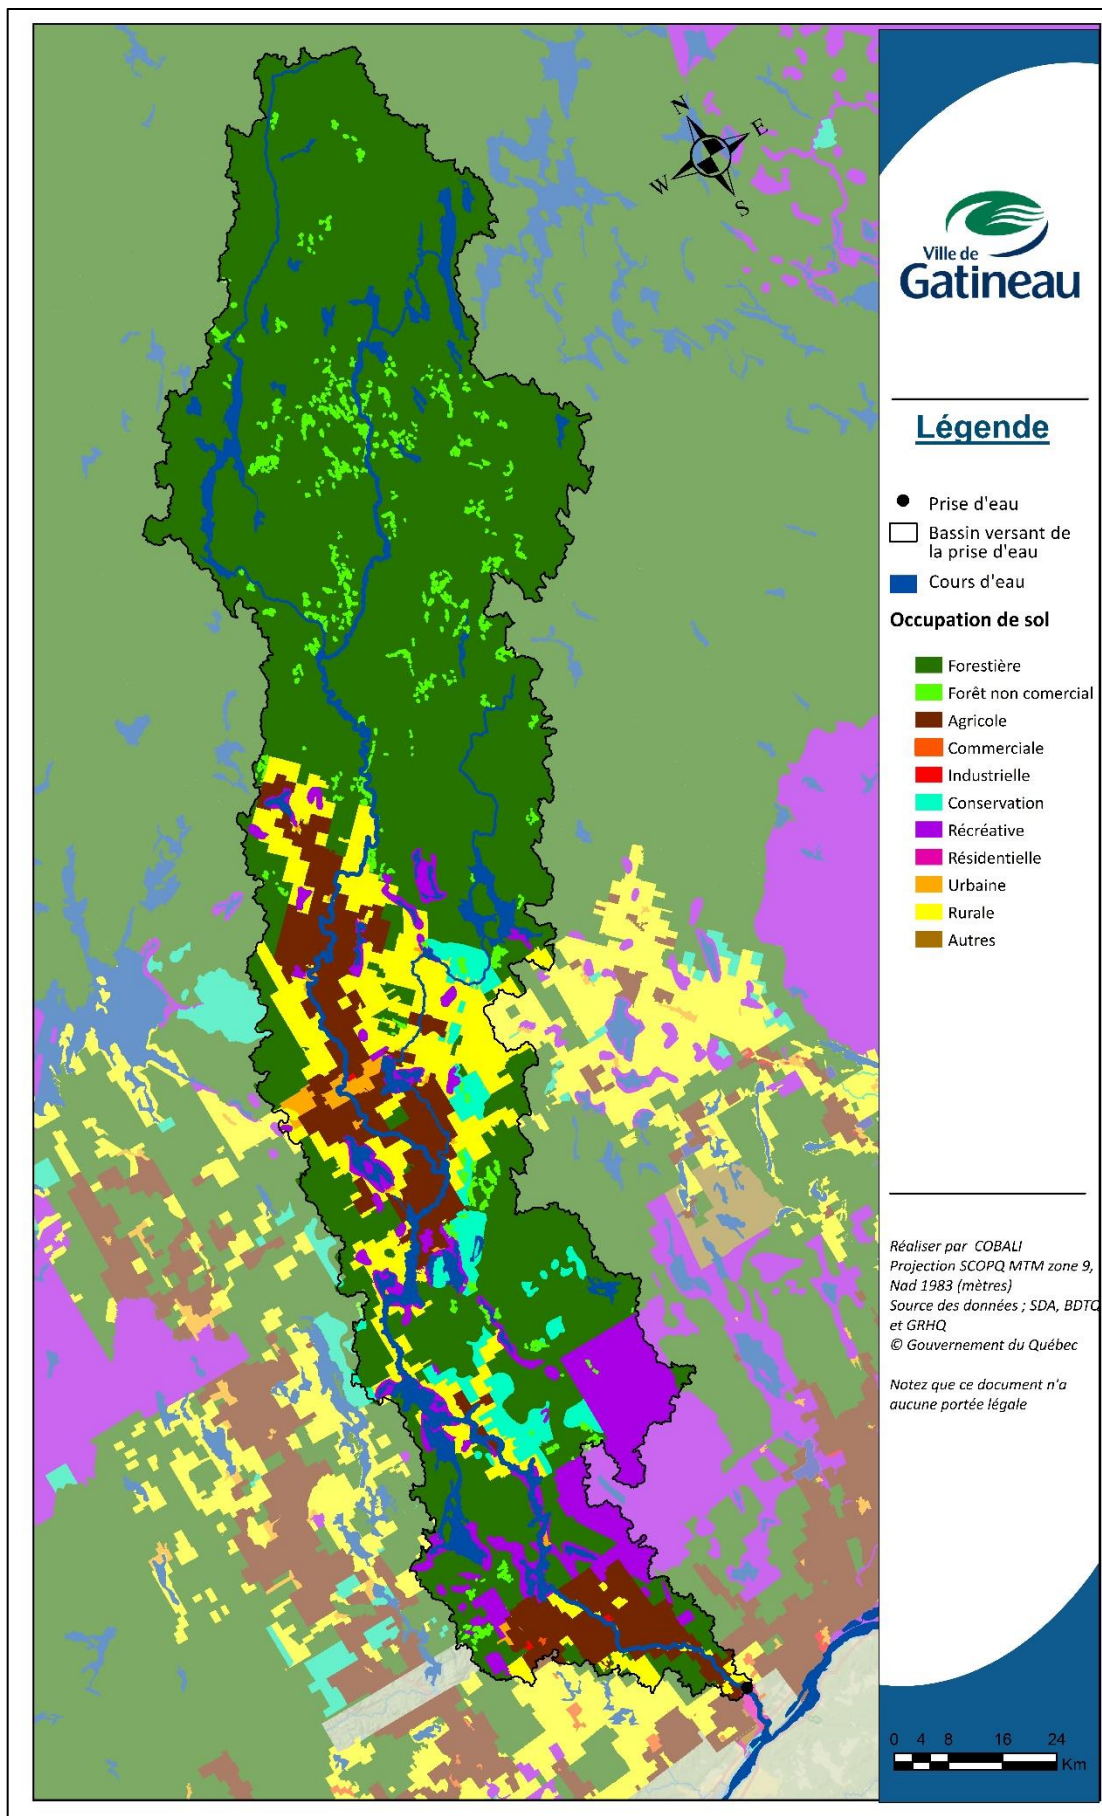 N
E
W
S
Ville de
Gatineau
Légende
Prise d'eau
Bassin versant de
la prise d'eau
Cours d'eau
Occupation de sol
Forestière
Forêt non comercial
Agricole
Commerciale
Industrielle
Conservation
Récréative
Résidentielle
Urbaine
Rurale
Autres
Réaliser par COBALI
Projection SCOPQ MTM zone 9,
Nad 1983 (mètres)
Source des données ; SDA, BDTQ
et GRHQ
© Gouvernement du Québec
Notez que ce document n'a
aucune portée légale
0 4 8 16 24
Km